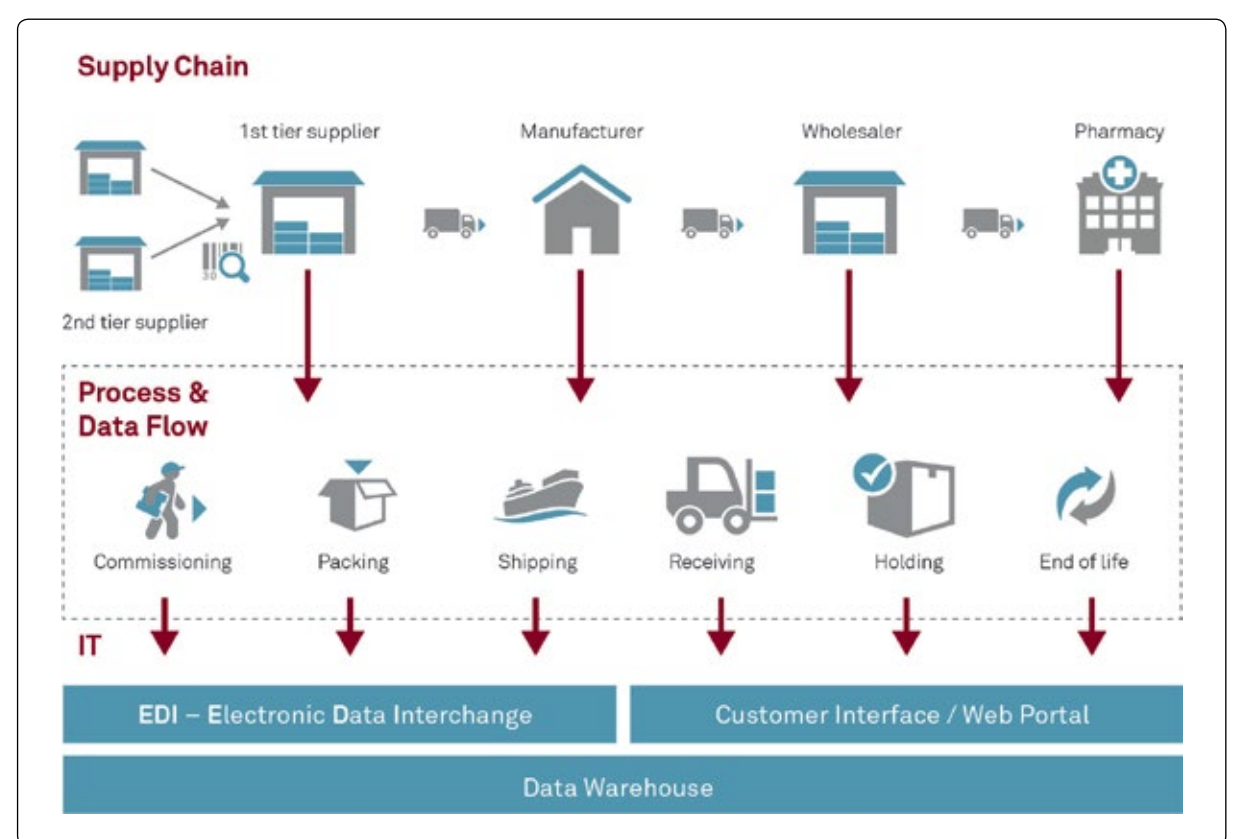 Supply Chain
1st tier supplier
Manufacturer
Wholesaler
Pharmacy
30
2nd tier supplier
Process &
Data Flow
Commissioning
Packing
Shipping
Receiving
Holding
End of life
IT
EDI – Electronic Data Interchange
Customer Interface / Web Portal
Data Warehouse